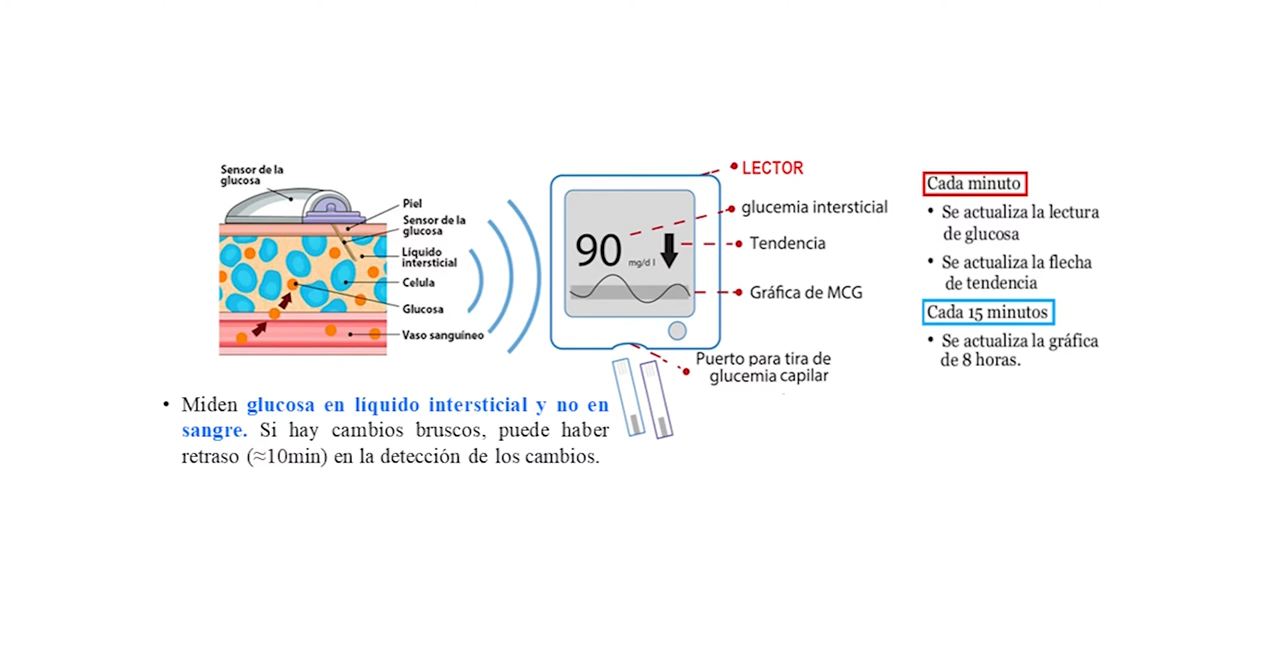 Sensor de la
glucosa
Piel
Sensor de la
glucosa
Líquido
intersticial
Celula
Glucosa
Vaso sanguíneo
LECTOR
glucemia intersticial
90
mg/d l
Tendencia
Gráfica de MCG
Puerto para tira de
glucemia capilar
Cada minuto
• Se actualiza la lectura
de glucosa
• Se actualiza la flecha
de tendencia
Cada 15 minutos
• Se actualiza la gráfica
de 8 horas.
• Miden glucosa en líquido intersticial y no en
sangre. Si hay cambios bruscos, puede haber
retraso (≈10min) en la detección de los cambios.